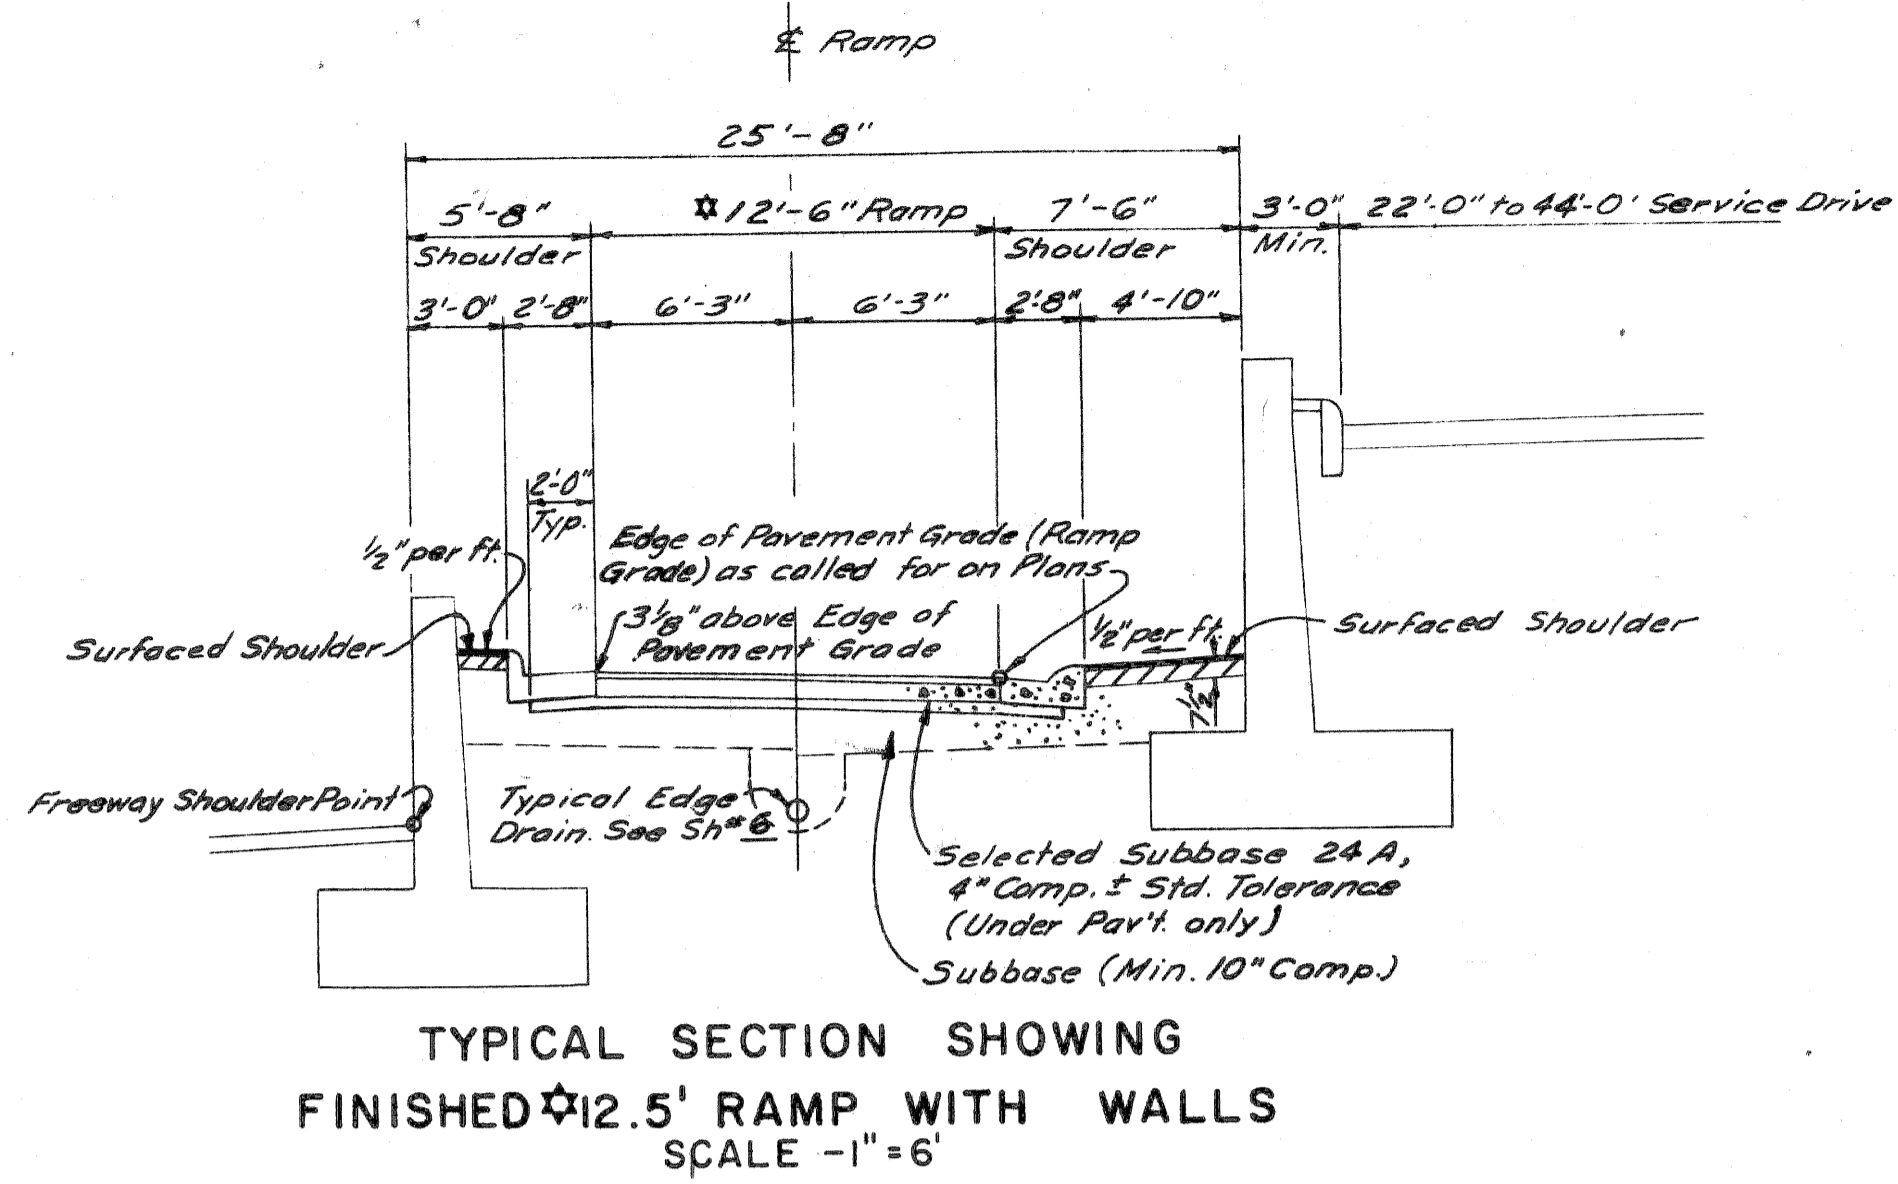 ℄ Ramp
25'-8"
5'-8" ✡12'-6" Ramp 7'-6" 3'-0" 22'-0" to 44'-0' Service Drive
Shoulder Shoulder Min.
3'-0" 2'-8" 6'-3" 6'-3" 2'-8" 4'-10"
2'-0"
Typ.
½" per ft.
Edge of Pavement Grade (Ramp
Grade) as called for on Plans
3⅛" above Edge of
Pavement Grade
½" per ft.
Surfaced Shoulder
Surfaced Shoulder
7½"
Freeway Shoulder Point
Typical Edge
Drain. See Sh# 6
Selected Subbase 24A,
4" Comp. ± Std. Tolerance
(Under Pav't. only)
Subbase (Min. 10" Comp.)
TYPICAL SECTION SHOWING
FINISHED ✡12.5' RAMP WITH WALLS
SCALE -1"=6'